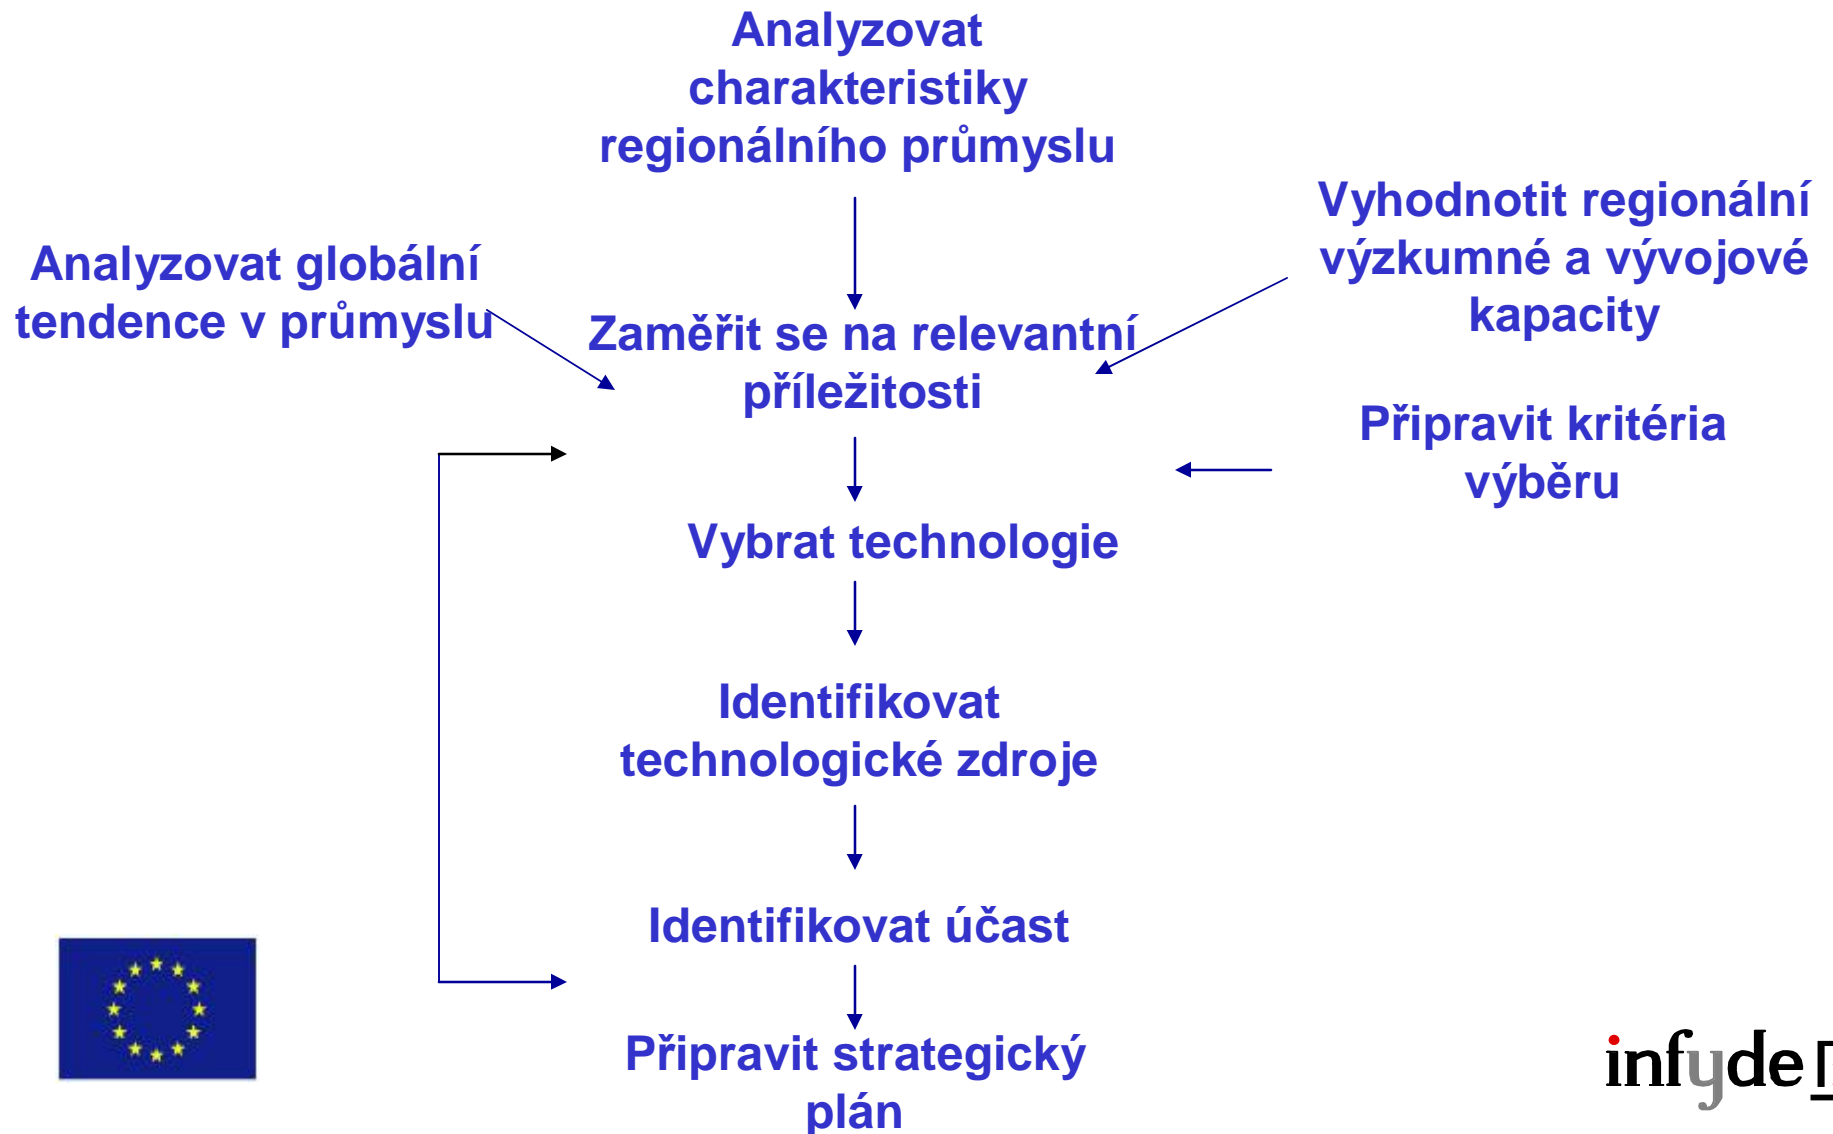 Analyzovat
charakteristiky
regionálního průmyslu
Analyzovat globální
tendence v průmyslu
Vyhodnotit regionální
výzkumné a vývojové
kapacity
Zaměřit se na relevantní
příležitosti
Připravit kritéria
výběru
Vybrat technologie
Identifikovat
technologické zdroje
Identifikovat účast
Připravit strategický
plán
infyde